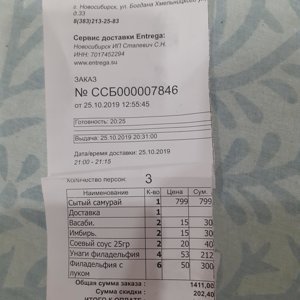 г. Новосибирск, ул. Богдана Хмельницкого
д.33
8(383)213-25-83
Сервис доставки Entrega:
Новосибирск ИП Сталевич С.Н.
ИНН: 7017452294
www.entrega.su
ЗАКАЗ
№ ССБ000007846
от 25.10.2019 12:55:45
Готовность: 20:25
Выдача: 25.10.2019 20:31:00
Дата/время доставки: 25.10.2019
21:00 - 21:15
Количество персон: 3
Наименование К-во Цена Сум.
Сытый самурай 1 799 799
Доставка 1
Васаби. 2 15 30
Имбирь. 2 15 30
Соевый соус 25гр 2 20 40
Унаги филадельфия 4 53 212
Филадельфия с луком 6 50 300
Общая сумма заказа : 1411,00
Сумма скидки : 202,40
ИТОГО К ОПЛАТЕ